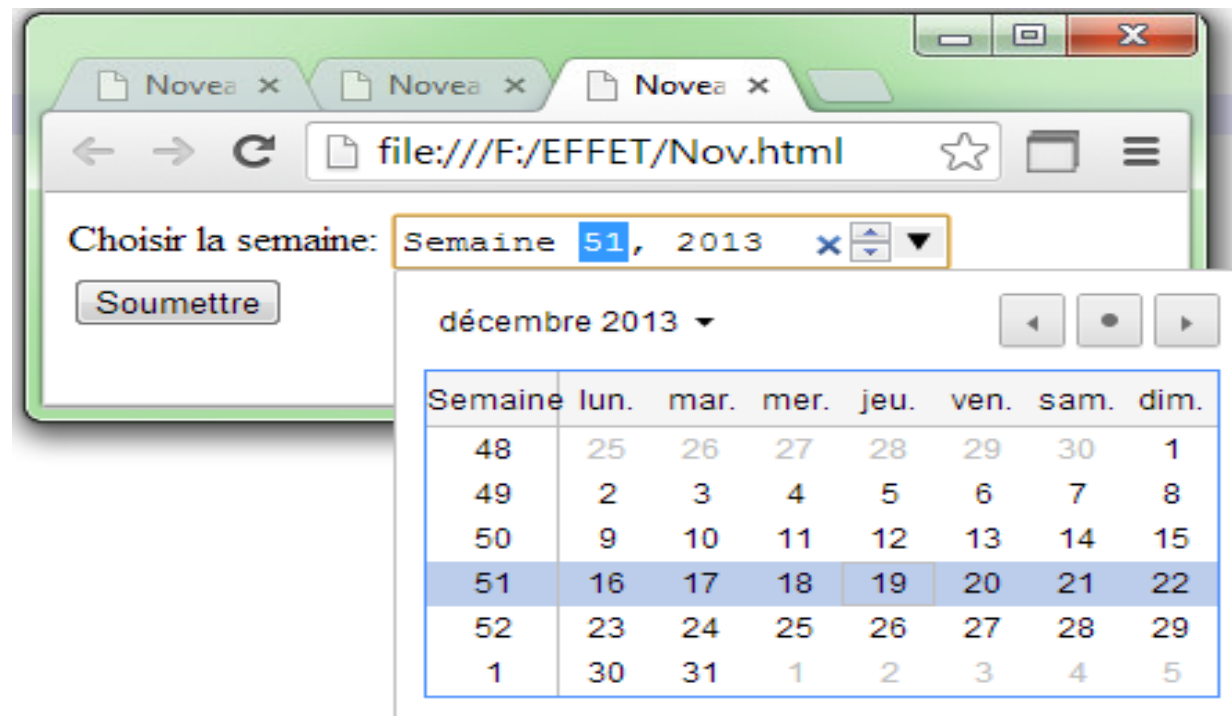 Novea Novea Novea
file:///F:/EFFET/Nov.html
Choisir la semaine: Semaine 51, 2013
Soumettre
décembre 2013
Semaine lun. mar. mer. jeu. ven. sam. dim.
48 25 26 27 28 29 30 1
49 2 3 4 5 6 7 8
50 9 10 11 12 13 14 15
51 16 17 18 19 20 21 22
52 23 24 25 26 27 28 29
1 30 31 1 2 3 4 5